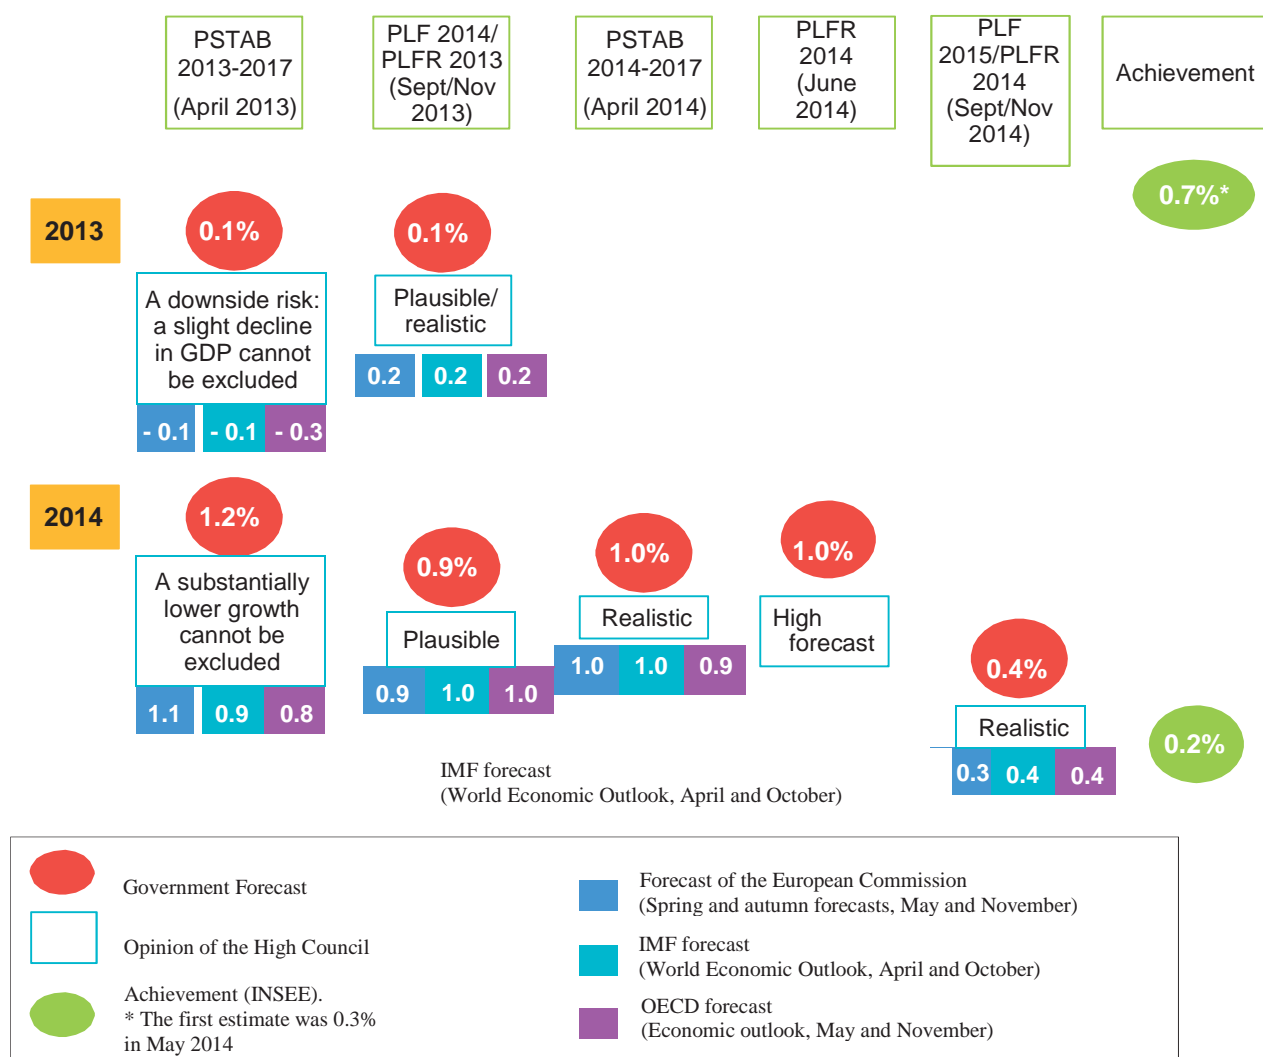 PSTAB
2013-2017
(April 2013)
PLF 2014/
PLFR 2013
(Sept/Nov
2013)
PSTAB
2014-2017
(April 2014)
PLFR
2014
(June
2014)
PLF
2015/PLFR
2014
(Sept/Nov
2014)
Achievement
2013
0.1%
0.1%
0.7%*
A downside risk:
a slight decline
in GDP cannot
be excluded
Plausible/
realistic
0.2 0.2 0.2
- 0.1 - 0.1 - 0.3
2014
1.2%
0.9%
1.0%
1.0%
0.4%
0.2%
A substantially
lower growth
cannot be
excluded
Plausible
Realistic
High
forecast
Realistic
1.1 0.9 0.8
0.9 1.0 1.0
1.0 1.0 0.9
0.3 0.4 0.4
IMF forecast
(World Economic Outlook, April and October)
Government Forecast
Opinion of the High Council
Achievement (INSEE).
* The first estimate was 0.3%
in May 2014
Forecast of the European Commission
(Spring and autumn forecasts, May and November)
IMF forecast
(World Economic Outlook, April and October)
OECD forecast
(Economic outlook, May and November)